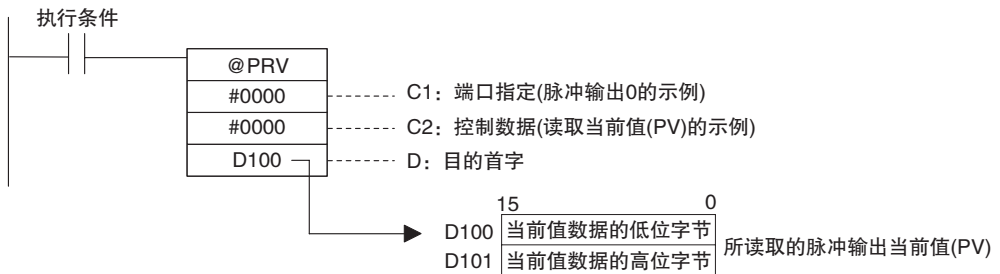 执行条件
@PRV
#0000 C1：端口指定(脉冲输出0的示例)
#0000 C2：控制数据(读取当前值(PV)的示例)
D100 D：目的首字
15 0
D100 当前值数据的低位字节
D101 当前值数据的高位字节
所读取的脉冲输出当前值(PV)